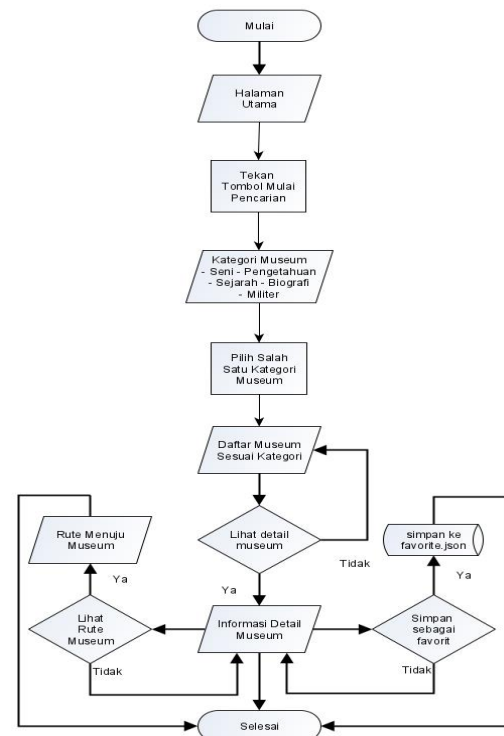 Mulai
Halaman
Utama
Tekan
Tombol Mulai
Pencarian
Kategori Museum
- Seni - Pengetahuan
- Sejarah - Biografi
- Militer
Pilih Salah
Satu Kategori
Museum
Daftar Museum
Sesuai Kategori
Lihat detail
museum
Tidak
Ya
Rute Menuju
Museum
Ya
Lihat
Rute
Museum
Tidak
Informasi Detail
Museum
simpan ke
favorite.json
Ya
Simpan
sebagai
favorit
Tidak
Selesai